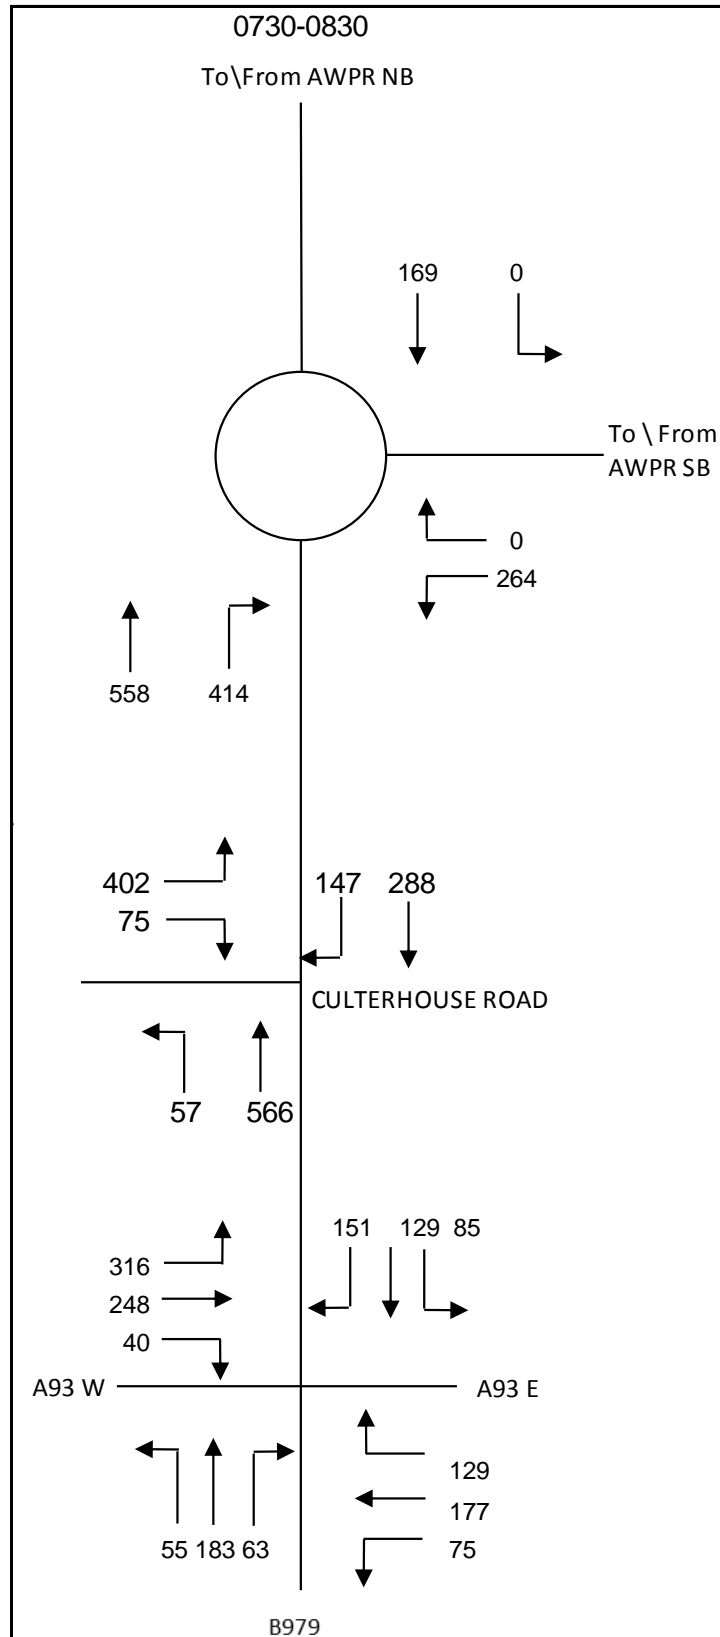 0730-0830
To\From AWPR NB
169 0
To \ From
AWPR SB
0
264
558 414
402 147 288
75
CULTERHOUSE ROAD
57 566
151 129 85
316
248
40
A93 W A93 E
129
177
55 183 63 75
B979